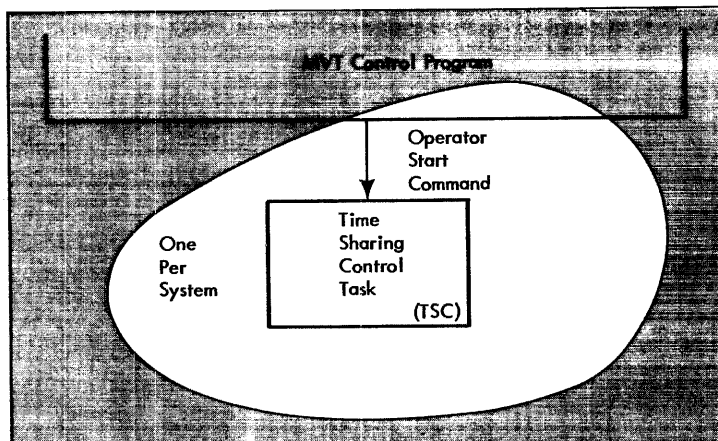 MVT Control Program
Operator
Start
Command
One
Per
System
Time
Sharing
Control
Task
(TSC)